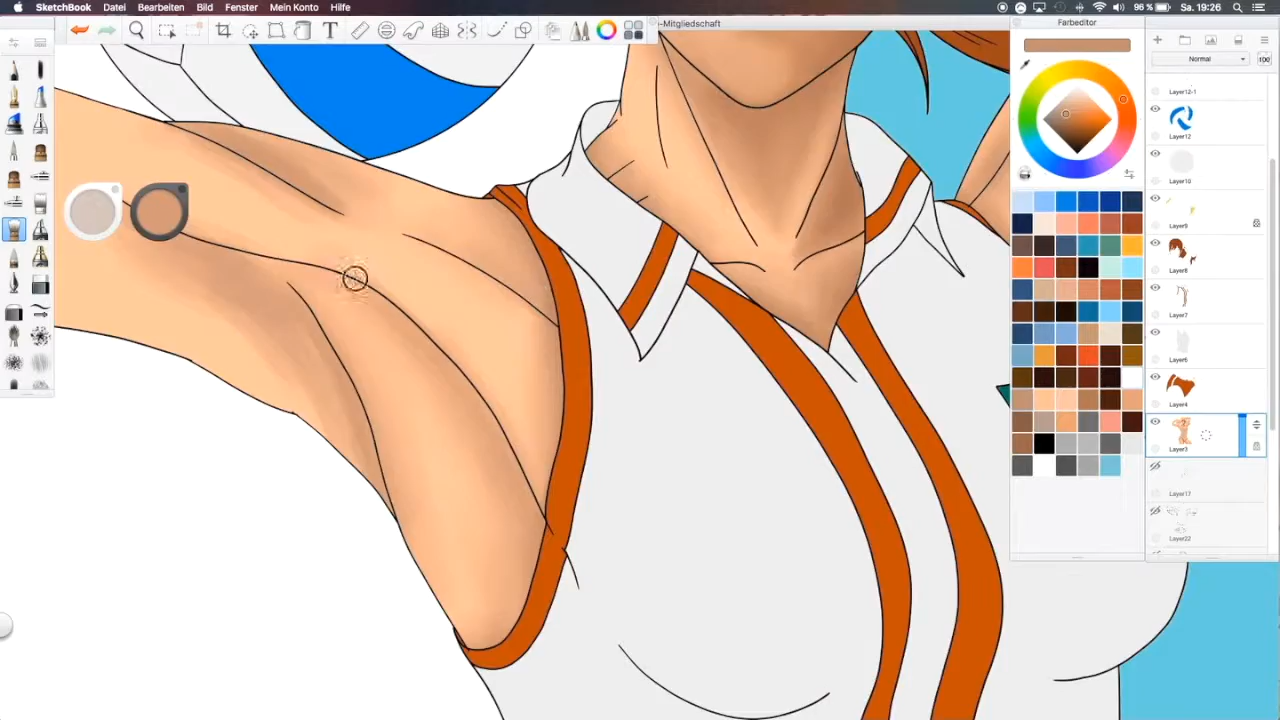 SketchBook Datei Bearbeiten Bild Fenster Mein Konto Hilfe
96 % Sa. 19:26
-Mitgliedschaft
T
Farbeditor
Normal
100
Layer12-1
Layer12
Layer10
Layer9
Layer8
Layer7
Layer6
Layer4
Layer3
Layer17
Layer22